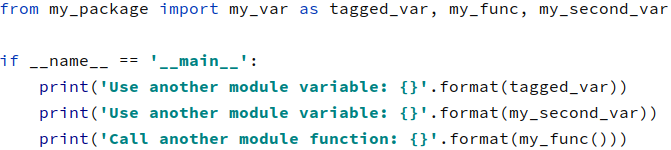 from my_package import my_var as tagged_var, my_func, my_second_var
if __name__ == '__main__':
    print('Use another module variable: {}'.format(tagged_var))
    print('Use another module variable: {}'.format(my_second_var))
    print('Call another module function: {}'.format(my_func()))